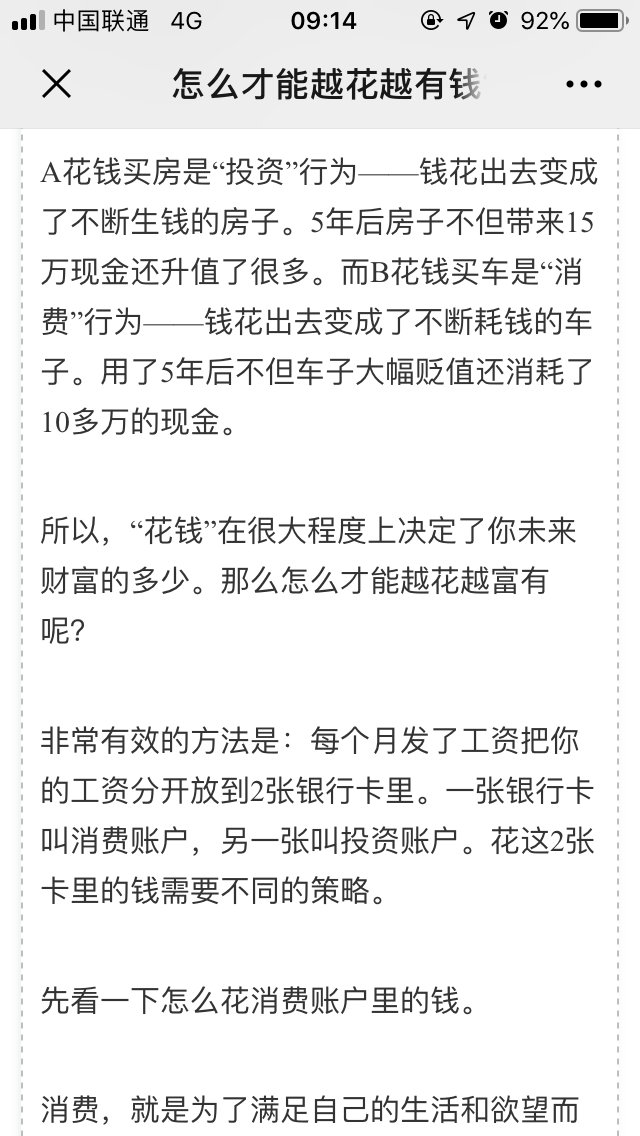 中国联通 4G 09:14 92%
怎么才能越花越有钱
A花钱买房是“投资”行为——钱花出去变成
了不断生钱的房子。5年后房子不但带来15
万现金还升值了很多。而B花钱买车是“消
费”行为——钱花出去变成了不断耗钱的车
子。用了5年后不但车子大幅贬值还消耗了
10多万的现金。
所以，“花钱”在很大程度上决定了你未来
财富的多少。那么怎么才能越花越富有
呢?
非常有效的方法是：每个月发了工资把你
的工资分开放到2张银行卡里。一张银行卡
叫消费账户，另一张叫投资账户。花这2张
卡里的钱需要不同的策略。
先看一下怎么花消费账户里的钱。
消费，就是为了满足自己的生活和欲望而